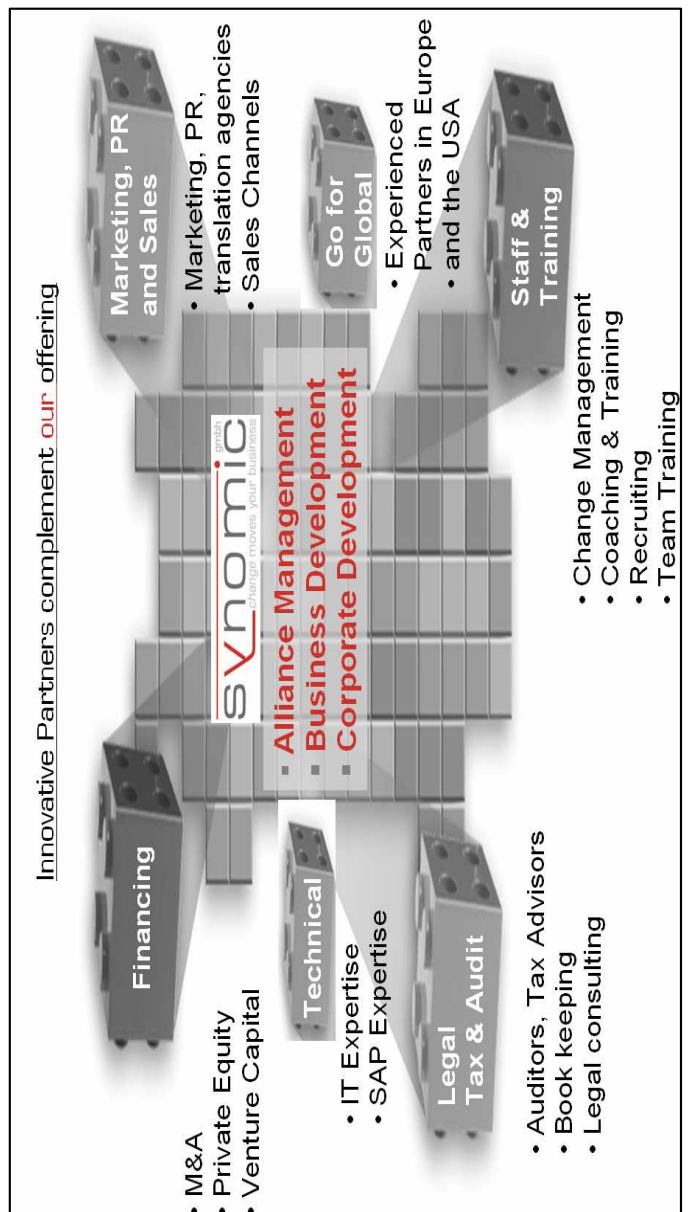 Innovative Partners complement our offering
Financing
• M&A
• Private Equity
• Venture Capital
Marketing, PR
and Sales
• Marketing, PR,
translation agencies
• Sales Channels
synomic gmbh
change moves your business
▪ Alliance Management
▪ Business Development
▪ Corporate Development
Technical
• IT Expertise
• SAP Expertise
Go for
Global
• Experienced
Partners in Europe
• and the USA
Legal
Tax & Audit
• Auditors, Tax Advisors
• Book keeping
• Legal consulting
Staff &
Training
• Change Management
• Coaching & Training
• Recruiting
• Team Training